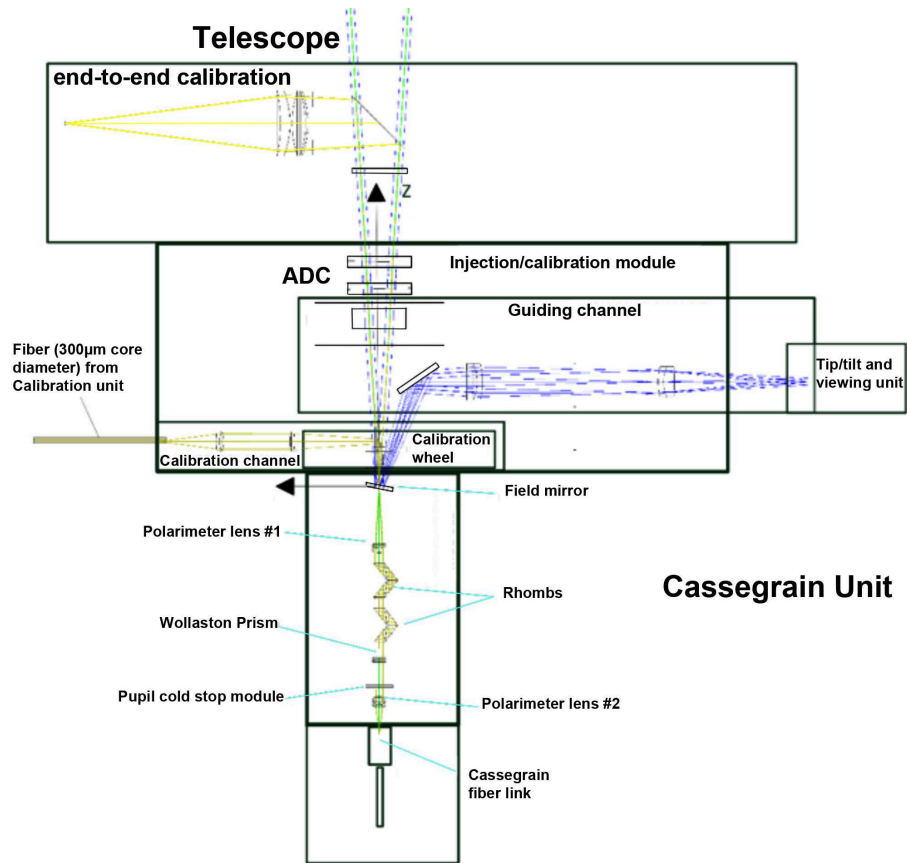 Telescope
end-to-end calibration
Z
ADC
Injection/calibration module
Guiding channel
Fiber (300µm core
diameter) from
Calibration unit
Tip/tilt and
viewing unit
Calibration
wheel
Calibration channel
Field mirror
Polarimeter lens #1
Rhombs
Cassegrain Unit
Wollaston Prism
Pupil cold stop module
Polarimeter lens #2
Cassegrain
fiber link